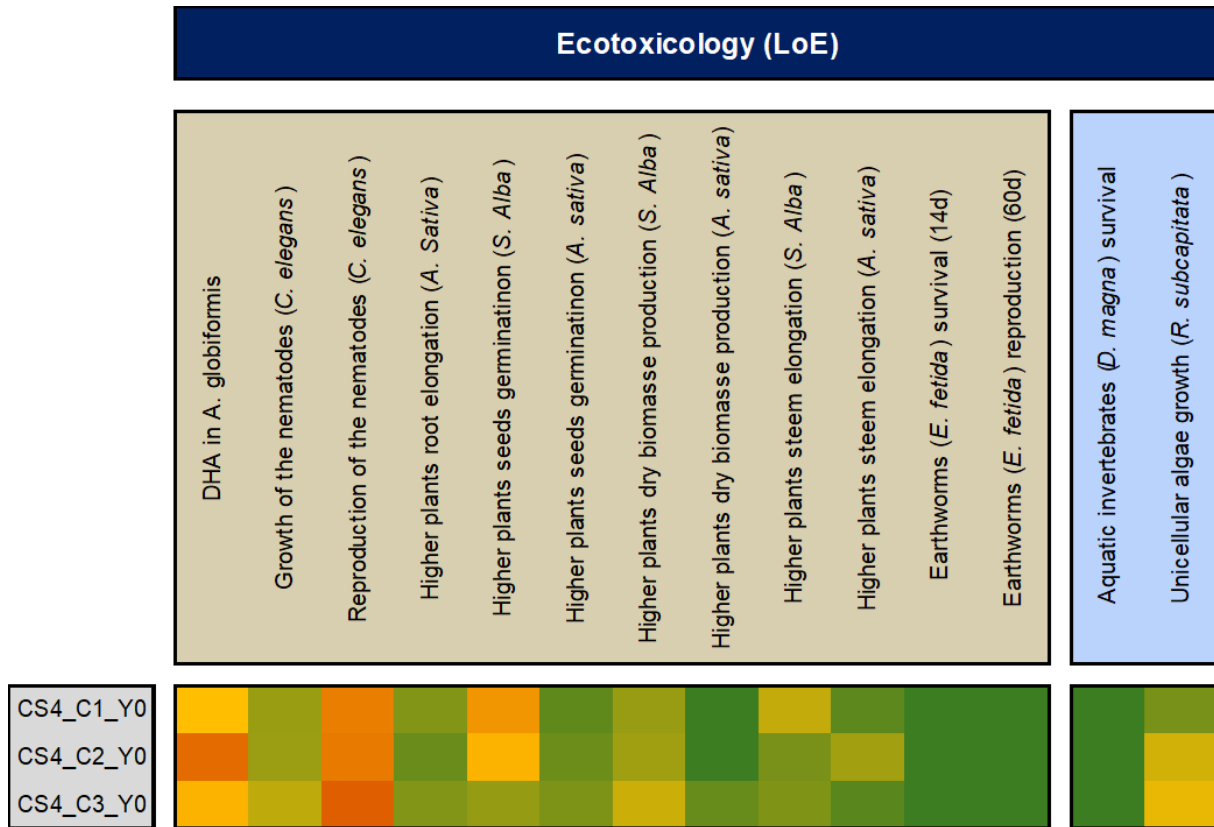 Ecotoxicology (LoE)
DHA in A. globiformis
Growth of the nematodes (C. elegans )
Reproduction of the nematodes (C. elegans )
Higher plants root elongation (A. Sativa )
Higher plants seeds germinatinon (S. Alba )
Higher plants seeds germinatinon (A. sativa )
Higher plants dry biomasse production (S. Alba )
Higher plants dry biomasse production (A. sativa)
Higher plants steem elongation (S. Alba )
Higher plants steem elongation (A. sativa )
Earthworms (E. fetida ) survival (14d)
Earthworms (E. fetida ) reproduction (60d)
Aquatic invertebrates (D. magna ) survival
Unicellular algae growth (R. subcapitata )
CS4_C1_Y0
CS4_C2_Y0
CS4_C3_Y0